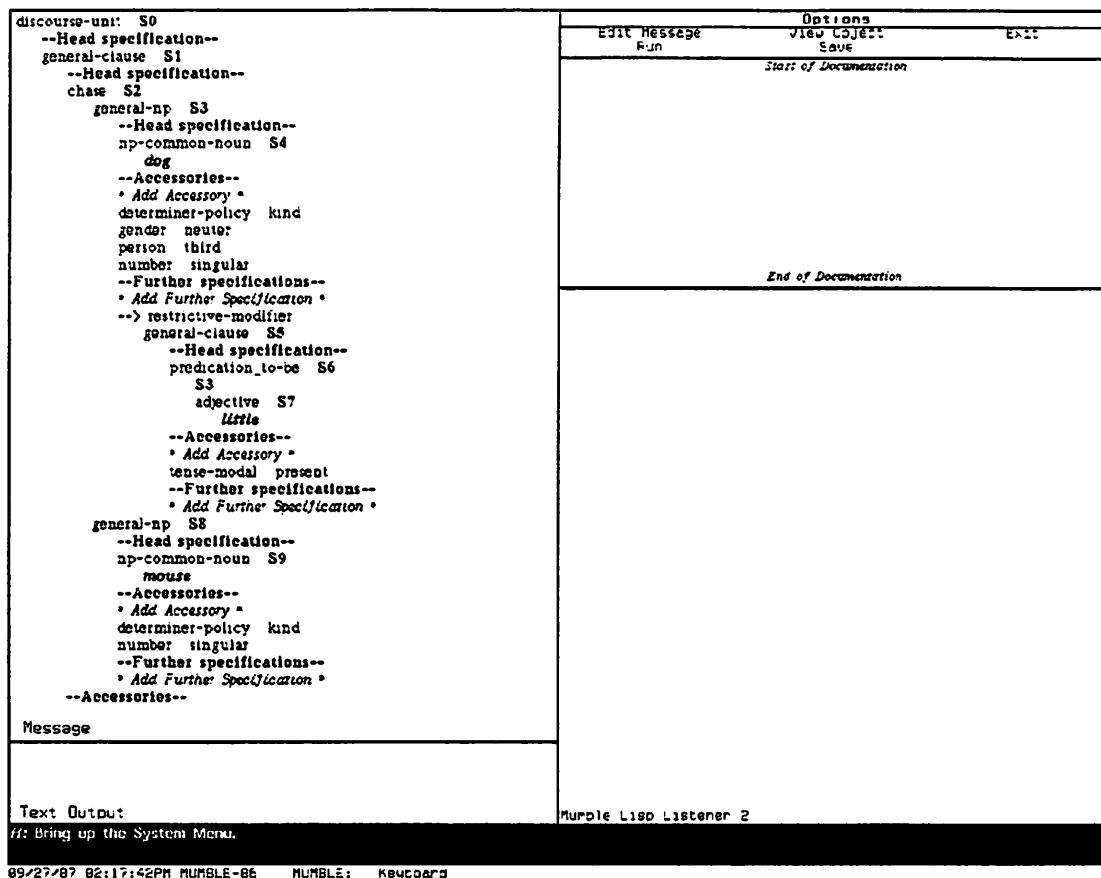 discourse-unit S0
--Head specification--
general-clause S1
--Head specification--
chase S2
general-np S3
--Head specification--
np-common-noun S4
dog
--Accessories--
* Add Accessory *
determiner-policy kind
gender neuter
person third
number singular
--Further specifications--
* Add Further Specification *
--> restrictive-modifier
general-clause S5
--Head specification--
predication_to-be S6
S3
adjective S7
little
--Accessories--
* Add Accessory *
tense-modal present
--Further specifications--
* Add Further Specification *
general-np S8
--Head specification--
np-common-noun S9
mouse
--Accessories--
* Add Accessory *
determiner-policy kind
number singular
--Further specifications--
* Add Further Specification *
--Accessories--
Message
Text Output
Options
Edit Message View Object Exit
Run Save
Start of Documentation
End of Documentation
Mumble Lisp Listener 2
: Bring up the System Menu.
09/27/87 02:17:42PM MUMBLE-86 MUMBLE: Keyboard